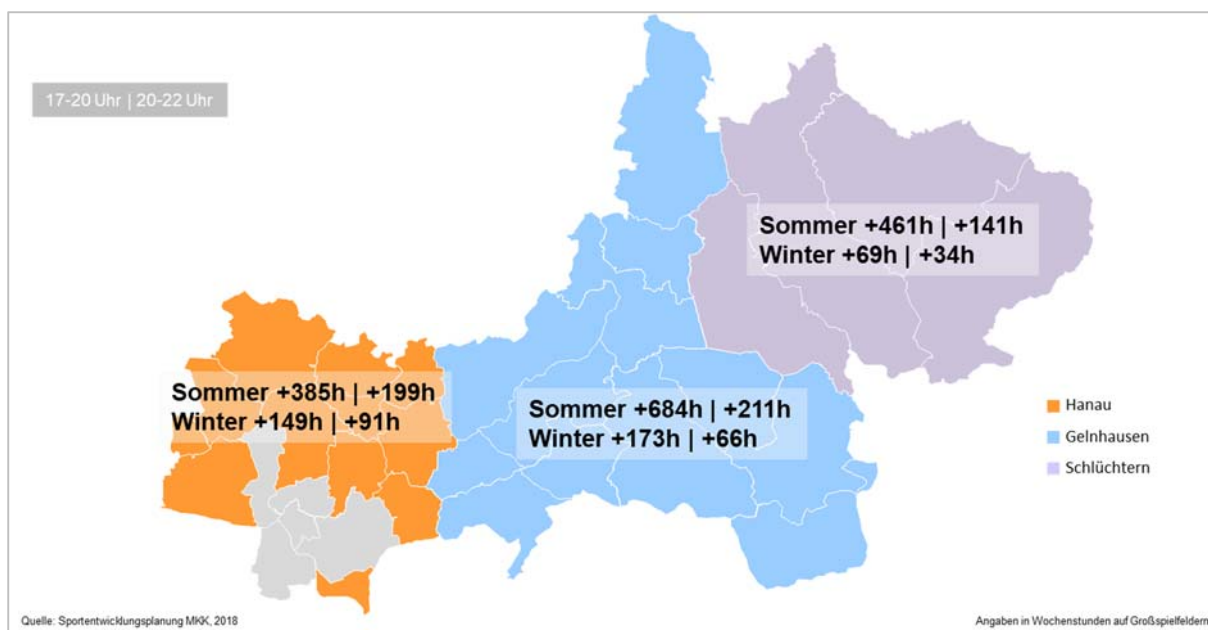 17-20 Uhr | 20-22 Uhr
Sommer +461h | +141h
Winter +69h | +34h
Sommer +385h | +199h
Winter +149h | +91h
Sommer +684h | +211h
Winter +173h | +66h
Hanau
Gelnhausen
Schlüchtern
Quelle: Sportentwicklungsplanung MKK, 2018
Angaben in Wochenstunden auf Großspielfeldern